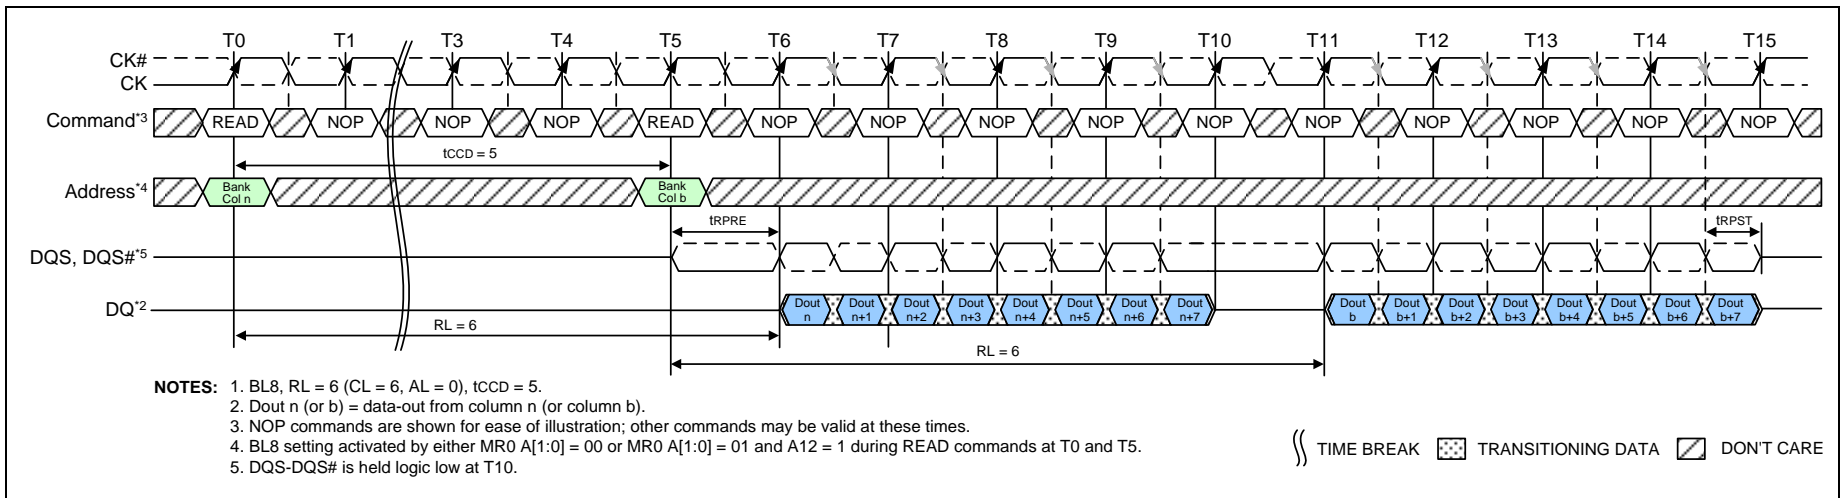 T0 T1 T3 T4 T5 T6 T7 T8 T9 T10 T11 T12 T13 T14 T15
CK#
CK
Command*3 READ NOP NOP NOP READ NOP NOP NOP NOP NOP NOP NOP NOP NOP NOP
tCCD = 5
Address*4 Bank Col n Bank Col b
tRPRE tRPST
DQS, DQS#*5
DQ*2 Dout n Dout n+1 Dout n+2 Dout n+3 Dout n+4 Dout n+5 Dout n+6 Dout n+7 Dout b Dout b+1 Dout b+2 Dout b+3 Dout b+4 Dout b+5 Dout b+6 Dout b+7
RL = 6
RL = 6
NOTES: 1. BL8, RL = 6 (CL = 6, AL = 0), tCCD = 5.
2. Dout n (or b) = data-out from column n (or column b).
3. NOP commands are shown for ease of illustration; other commands may be valid at these times.
4. BL8 setting activated by either MR0 A[1:0] = 00 or MR0 A[1:0] = 01 and A12 = 1 during READ commands at T0 and T5.
5. DQS-DQS# is held logic low at T10.
TIME BREAK TRANSITIONING DATA DON'T CARE